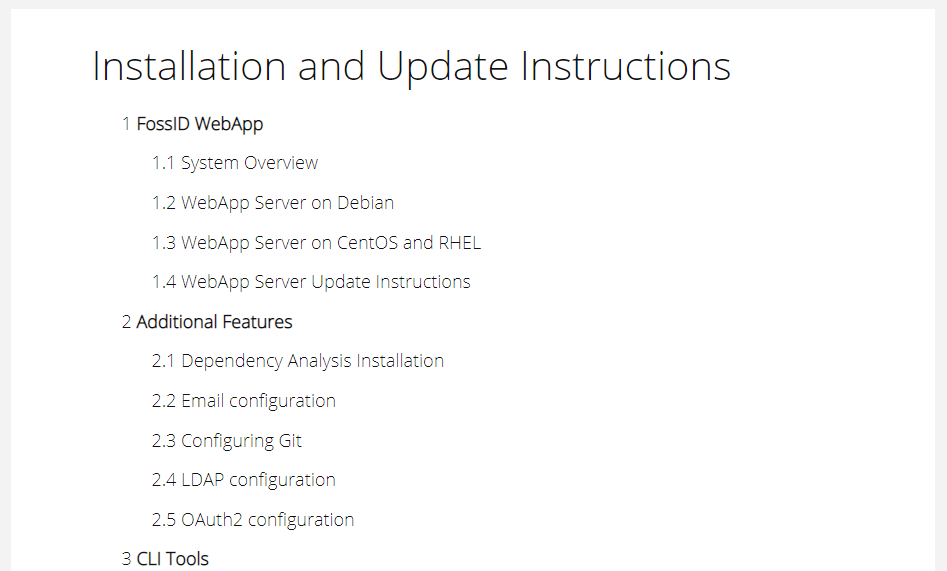 Installation and Update Instructions
1 FossID WebApp
1.1 System Overview
1.2 WebApp Server on Debian
1.3 WebApp Server on CentOS and RHEL
1.4 WebApp Server Update Instructions
2 Additional Features
2.1 Dependency Analysis Installation
2.2 Email configuration
2.3 Configuring Git
2.4 LDAP configuration
2.5 OAuth2 configuration
3 CLI Tools